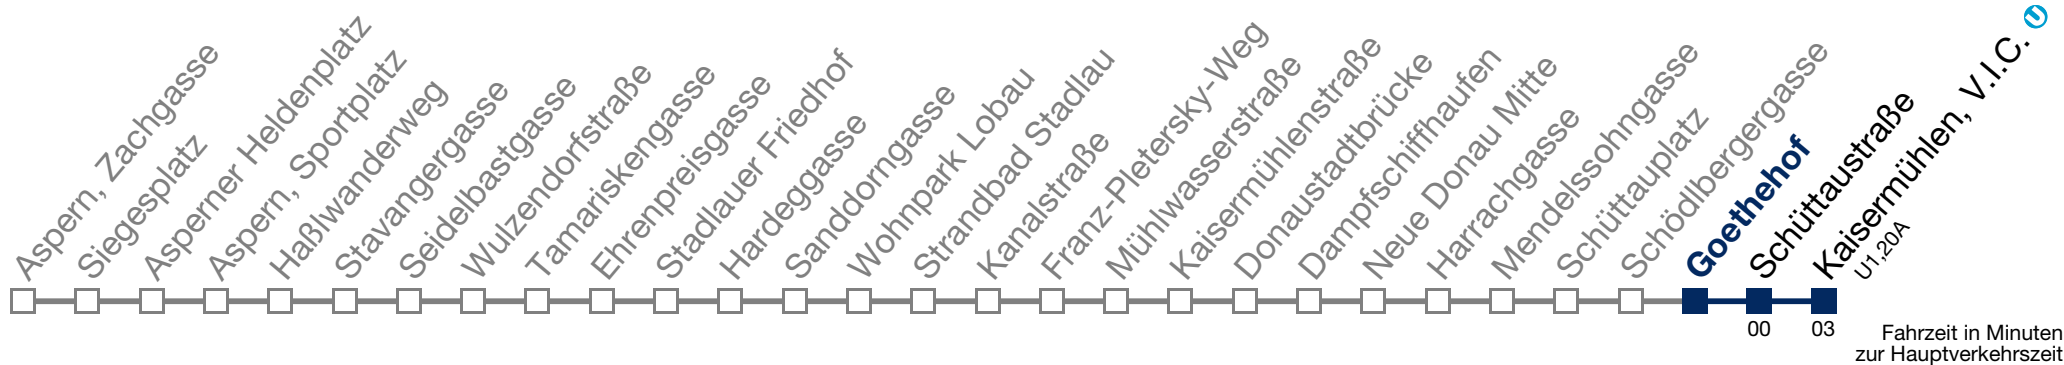 Aspern, Zachgasse
Siegesplatz
Asperner Heldenplatz
Aspern, Sportplatz
Haßlwanderweg
Stavangergasse
Seidelbastgasse
Wulzendorfstraße
Tamariskengasse
Ehrenpreisgasse
Stadlauer Friedhof
Hardeggasse
Sanddorngasse
Wohnpark Lobau
Strandbad Stadlau
Kanalstraße
Franz-Pletersky-Weg
Mühlwasserstraße
Kaisermühlenstraße
Donaustadtbrücke
Dampfschiffhaufen
Neue Donau Mitte
Harrachgasse
Mendelssohngasse
Schüttauplatz
Schödlbergergasse
Goethehof
Schüttaustraße
Kaisermühlen, V.I.C. U
U1,20A
00
03
Fahrzeit in Minuten
zur Hauptverkehrszeit